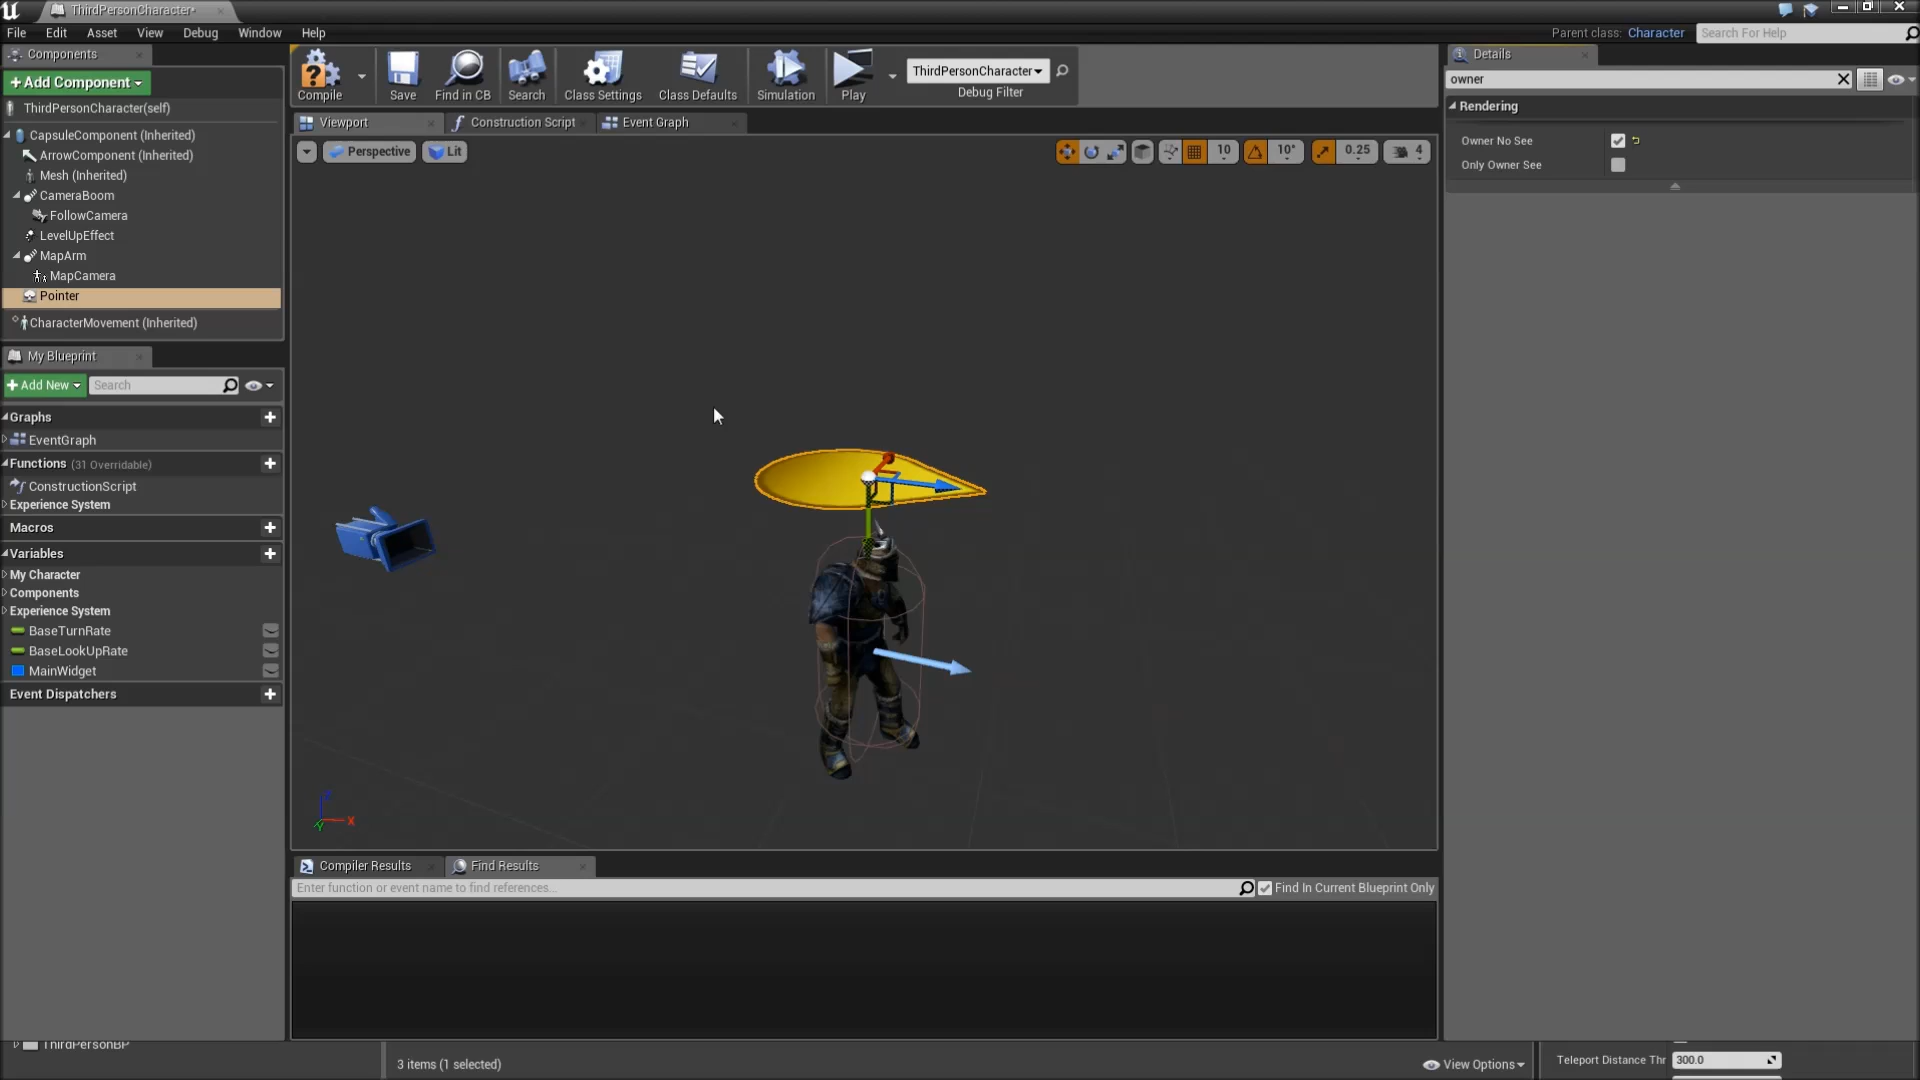 ThirdPersonCharacter*
File Edit Asset View Debug Window Help
Parent class: Character
Search For Help
Components
+Add Component
ThirdPersonCharacter(self)
CapsuleComponent (Inherited)
ArrowComponent (Inherited)
Mesh (Inherited)
CameraBoom
FollowCamera
LevelUpEffect
MapArm
MapCamera
Pointer
CharacterMovement (Inherited)
My Blueprint
+Add New
Search
Graphs
EventGraph
Functions (31 Overridable)
ConstructionScript
Experience System
Macros
Variables
My Character
Components
Experience System
BaseTurnRate
BaseLookUpRate
MainWidget
Event Dispatchers
ThirdPersonBP
Compile Save Find in CB Search Class Settings Class Defaults Simulation Play
ThirdPersonCharacter
Debug Filter
Viewport Construction Script Event Graph
Perspective Lit
10 10° 0.25 4
Z
X
Y
Compiler Results Find Results
Enter function or event name to find references...
Find In Current Blueprint Only
3 items (1 selected)
View Options
Details
owner
Rendering
Owner No See
Only Owner See
Teleport Distance Thr 300.0